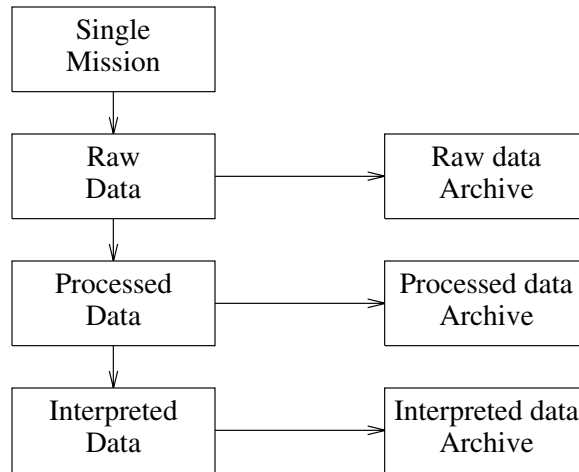 Single
Mission
Raw
Data
Raw data
Archive
Processed
Data
Processed data
Archive
Interpreted
Data
Interpreted data
Archive